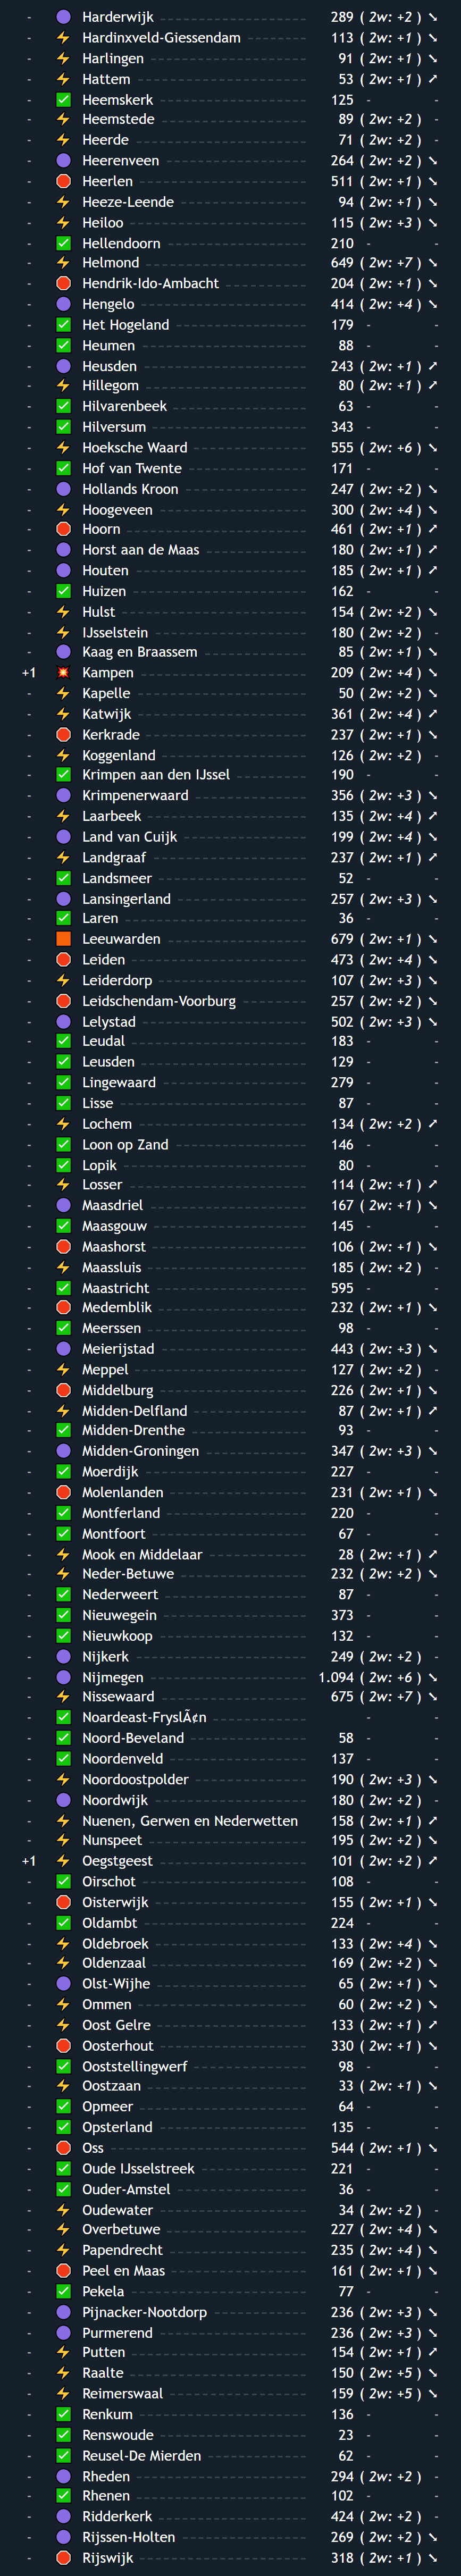 - Harderwijk 289 ( 2w: +2 ) ↘
- Hardinxveld-Giessendam 113 ( 2w: +1 ) ↘
- Harlingen 91 ( 2w: +1 ) ↘
- Hattem 53 ( 2w: +1 ) ↗
- Heemskerk 125 - -
- Heemstede 89 ( 2w: +2 ) -
- Heerde 71 ( 2w: +2 ) -
- Heerenveen 264 ( 2w: +2 ) ↘
- Heerlen 511 ( 2w: +1 ) ↘
- Heeze-Leende 94 ( 2w: +1 ) ↘
- Heiloo 115 ( 2w: +3 ) ↘
- Hellendoorn 210 - -
- Helmond 649 ( 2w: +7 ) ↘
- Hendrik-Ido-Ambacht 204 ( 2w: +1 ) ↘
- Hengelo 414 ( 2w: +4 ) ↘
- Het Hogeland 179 - -
- Heumen 88 - -
- Heusden 243 ( 2w: +1 ) ↗
- Hillegom 80 ( 2w: +1 ) ↗
- Hilvarenbeek 63 - -
- Hilversum 343 - -
- Hoeksche Waard 555 ( 2w: +6 ) ↘
- Hof van Twente 171 - -
- Hollands Kroon 247 ( 2w: +2 ) ↘
- Hoogeveen 300 ( 2w: +4 ) ↘
- Hoorn 461 ( 2w: +1 ) ↗
- Horst aan de Maas 180 ( 2w: +1 ) ↗
- Houten 185 ( 2w: +1 ) ↗
- Huizen 162 - -
- Hulst 154 ( 2w: +2 ) ↘
- IJsselstein 180 ( 2w: +2 ) -
- Kaag en Braassem 85 ( 2w: +1 ) ↘
+1 Kampen 209 ( 2w: +4 ) ↘
- Kapelle 50 ( 2w: +2 ) ↘
- Katwijk 361 ( 2w: +4 ) ↗
- Kerkrade 237 ( 2w: +1 ) ↘
- Koggenland 126 ( 2w: +2 ) -
- Krimpen aan den IJssel 190 - -
- Krimpenerwaard 356 ( 2w: +3 ) ↘
- Laarbeek 135 ( 2w: +4 ) ↗
- Land van Cuijk 199 ( 2w: +4 ) ↘
- Landgraaf 237 ( 2w: +1 ) ↗
- Landsmeer 52 - -
- Lansingerland 257 ( 2w: +3 ) ↘
- Laren 36 - -
- Leeuwarden 679 ( 2w: +1 ) ↘
- Leiden 473 ( 2w: +4 ) ↘
- Leiderdorp 107 ( 2w: +3 ) ↘
- Leidschendam-Voorburg 257 ( 2w: +2 ) ↘
- Lelystad 502 ( 2w: +3 ) ↘
- Leudal 183 - -
- Leusden 129 - -
- Lingewaard 279 - -
- Lisse 87 - -
- Lochem 134 ( 2w: +2 ) ↗
- Loon op Zand 146 - -
- Lopik 80 - -
- Losser 114 ( 2w: +1 ) ↗
- Maasdriel 167 ( 2w: +1 ) ↘
- Maasgouw 145 - -
- Maashorst 106 ( 2w: +1 ) ↘
- Maassluis 185 ( 2w: +2 ) -
- Maastricht 595 - -
- Medemblik 232 ( 2w: +1 ) ↘
- Meerssen 98 - -
- Meierijstad 443 ( 2w: +3 ) ↘
- Meppel 127 ( 2w: +2 ) -
- Middelburg 226 ( 2w: +1 ) ↘
- Midden-Delfland 87 ( 2w: +1 ) ↗
- Midden-Drenthe 93 - -
- Midden-Groningen 347 ( 2w: +3 ) ↘
- Moerdijk 227 - -
- Molenlanden 231 ( 2w: +1 ) ↘
- Montferland 220 - -
- Montfoort 67 - -
- Mook en Middelaar 28 ( 2w: +1 ) ↗
- Neder-Betuwe 232 ( 2w: +2 ) ↘
- Nederweert 87 - -
- Nieuwegein 373 - -
- Nieuwkoop 132 - -
- Nijkerk 249 ( 2w: +2 ) -
- Nijmegen 1.094 ( 2w: +6 ) ↘
- Nissewaard 675 ( 2w: +7 ) ↘
- Noardeast-FryslÃ¢n - -
- Noord-Beveland 58 - -
- Noordenveld 137 - -
- Noordoostpolder 190 ( 2w: +3 ) ↘
- Noordwijk 180 ( 2w: +2 ) -
- Nuenen, Gerwen en Nederwetten 158 ( 2w: +1 ) ↗
- Nunspeet 195 ( 2w: +2 ) ↘
+1 Oegstgeest 101 ( 2w: +2 ) ↗
- Oirschot 108 - -
- Oisterwijk 155 ( 2w: +1 ) ↘
- Oldambt 224 - -
- Oldebroek 133 ( 2w: +4 ) ↘
- Oldenzaal 169 ( 2w: +2 ) ↘
- Olst-Wijhe 65 ( 2w: +1 ) ↘
- Ommen 60 ( 2w: +2 ) ↘
- Oost Gelre 133 ( 2w: +1 ) ↗
- Oosterhout 330 ( 2w: +1 ) ↘
- Ooststellingwerf 98 - -
- Oostzaan 33 ( 2w: +1 ) ↘
- Opmeer 64 - -
- Opsterland 135 - -
- Oss 544 ( 2w: +1 ) ↘
- Oude IJsselstreek 221 - -
- Ouder-Amstel 36 - -
- Oudewater 34 ( 2w: +2 ) -
- Overbetuwe 227 ( 2w: +4 ) ↘
- Papendrecht 235 ( 2w: +4 ) ↘
- Peel en Maas 161 ( 2w: +1 ) ↘
- Pekela 77 - -
- Pijnacker-Nootdorp 236 ( 2w: +3 ) ↘
- Purmerend 236 ( 2w: +3 ) ↘
- Putten 154 ( 2w: +1 ) ↗
- Raalte 150 ( 2w: +5 ) ↘
- Reimerswaal 159 ( 2w: +5 ) ↘
- Renkum 136 - -
- Renswoude 23 - -
- Reusel-De Mierden 62 - -
- Rheden 294 ( 2w: +2 ) -
- Rhenen 102 - -
- Ridderkerk 424 ( 2w: +2 ) -
- Rijssen-Holten 269 ( 2w: +2 ) ↘
- Rijswijk 318 ( 2w: +1 ) ↘